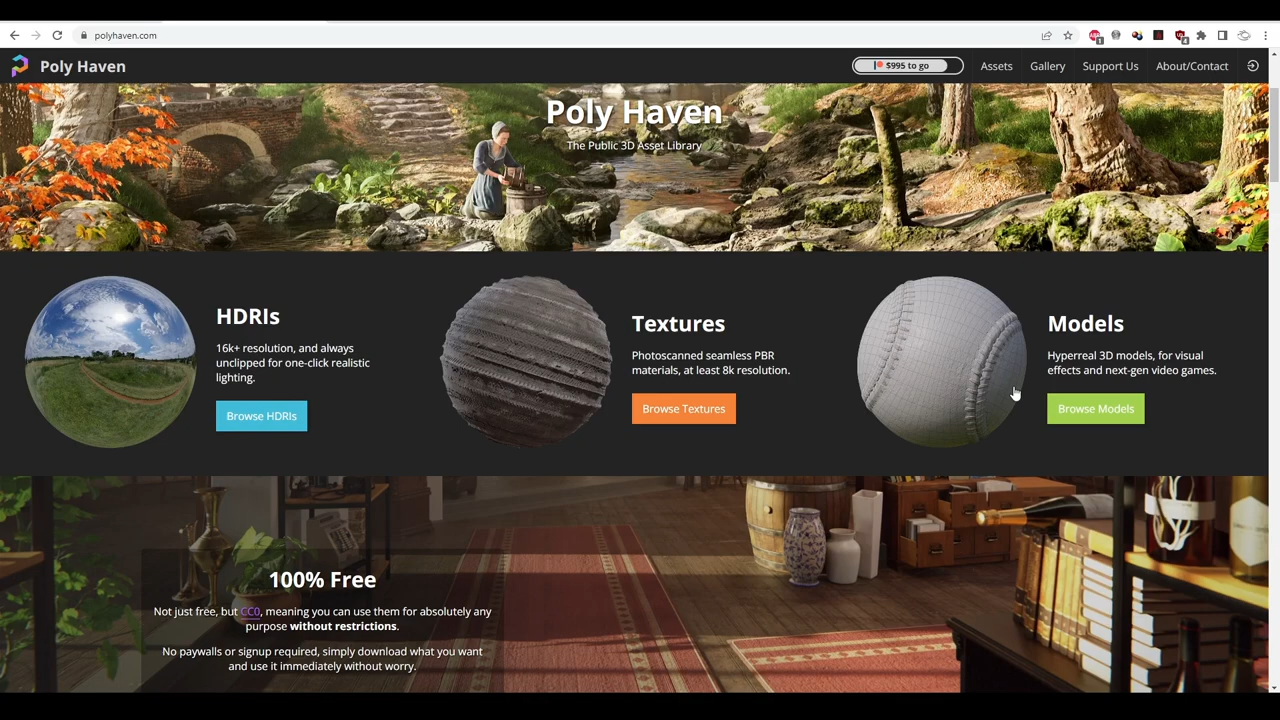 polyhaven.com
Poly Haven
$995 to go
Assets
Gallery
Support Us
About/Contact
Poly Haven
The Public 3D Asset Library
HDRIs
16k+ resolution, and always
unclipped for one-click realistic
lighting.
Browse HDRIs
Textures
Photoscanned seamless PBR
materials, at least 8k resolution.
Browse Textures
Models
Hyperreal 3D models, for visual
effects and next-gen video games.
Browse Models
100% Free
Not just free, but CC0, meaning you can use them for absolutely any
purpose without restrictions.
No paywalls or signup required, simply download what you want
and use it immediately without worry.